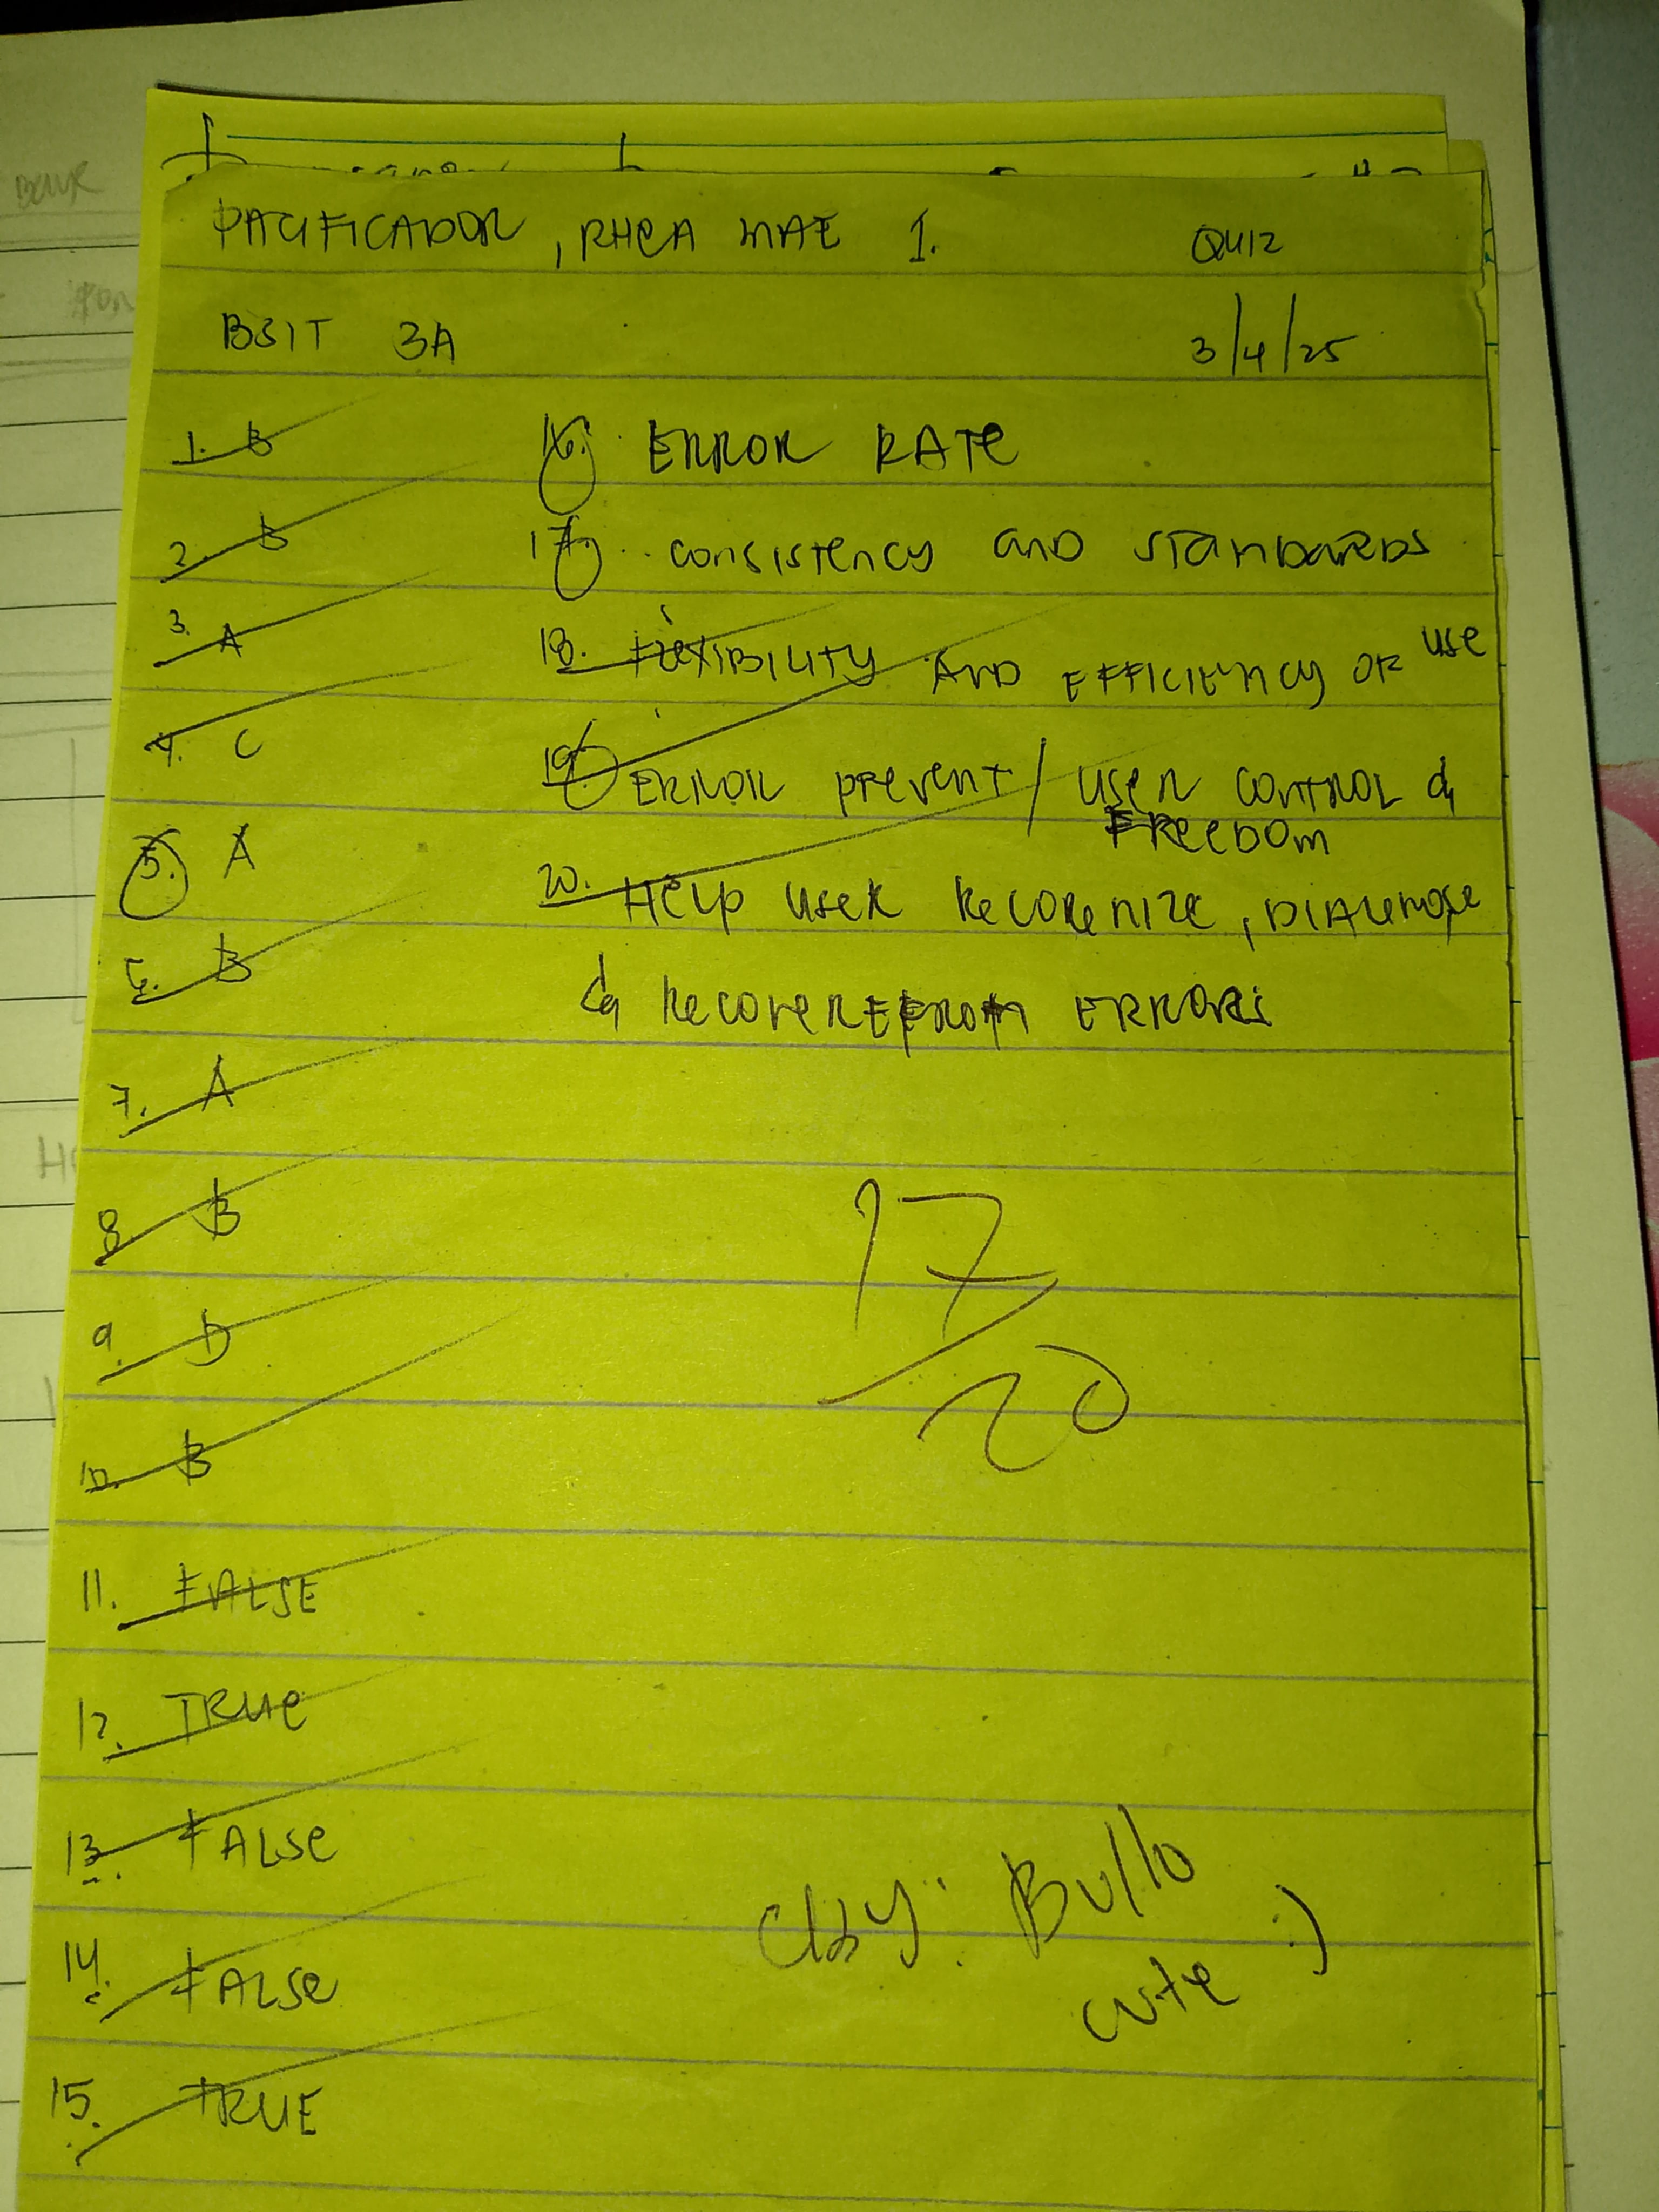 PACIFICADOR, RHEA MAE I. QUIZ
BSIT 3A 3/4/25
1. B
2. B
3. A
4. C
5. A
6. B
7. A
8 B
9. D
10. B
11. FALSE
12. TRUE
13. FALSE
14. FALSE
15. TRUE
16. ERROR RATE
17. consistency AND STANDARDS
18. FLEXIBILITY AND EFFICIENCY OF use
19. ERROR prevent / USER CONTROL &
FREEDOM
20. Help user Recogenize, DIAGNOSE
& Recover FROM ERRORS
17/20
Bullo
cute :)
BANK